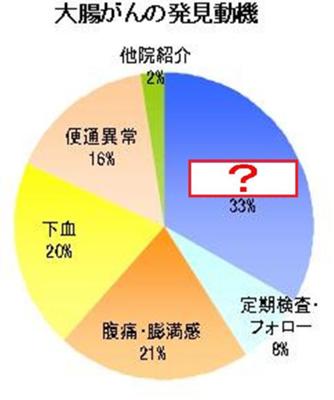 大腸がんの発見動機
他院紹介
2%
便通異常
16%
?
33%
下血
20%
定期検査・
フォロー
8%
腹痛・膨満感
21%